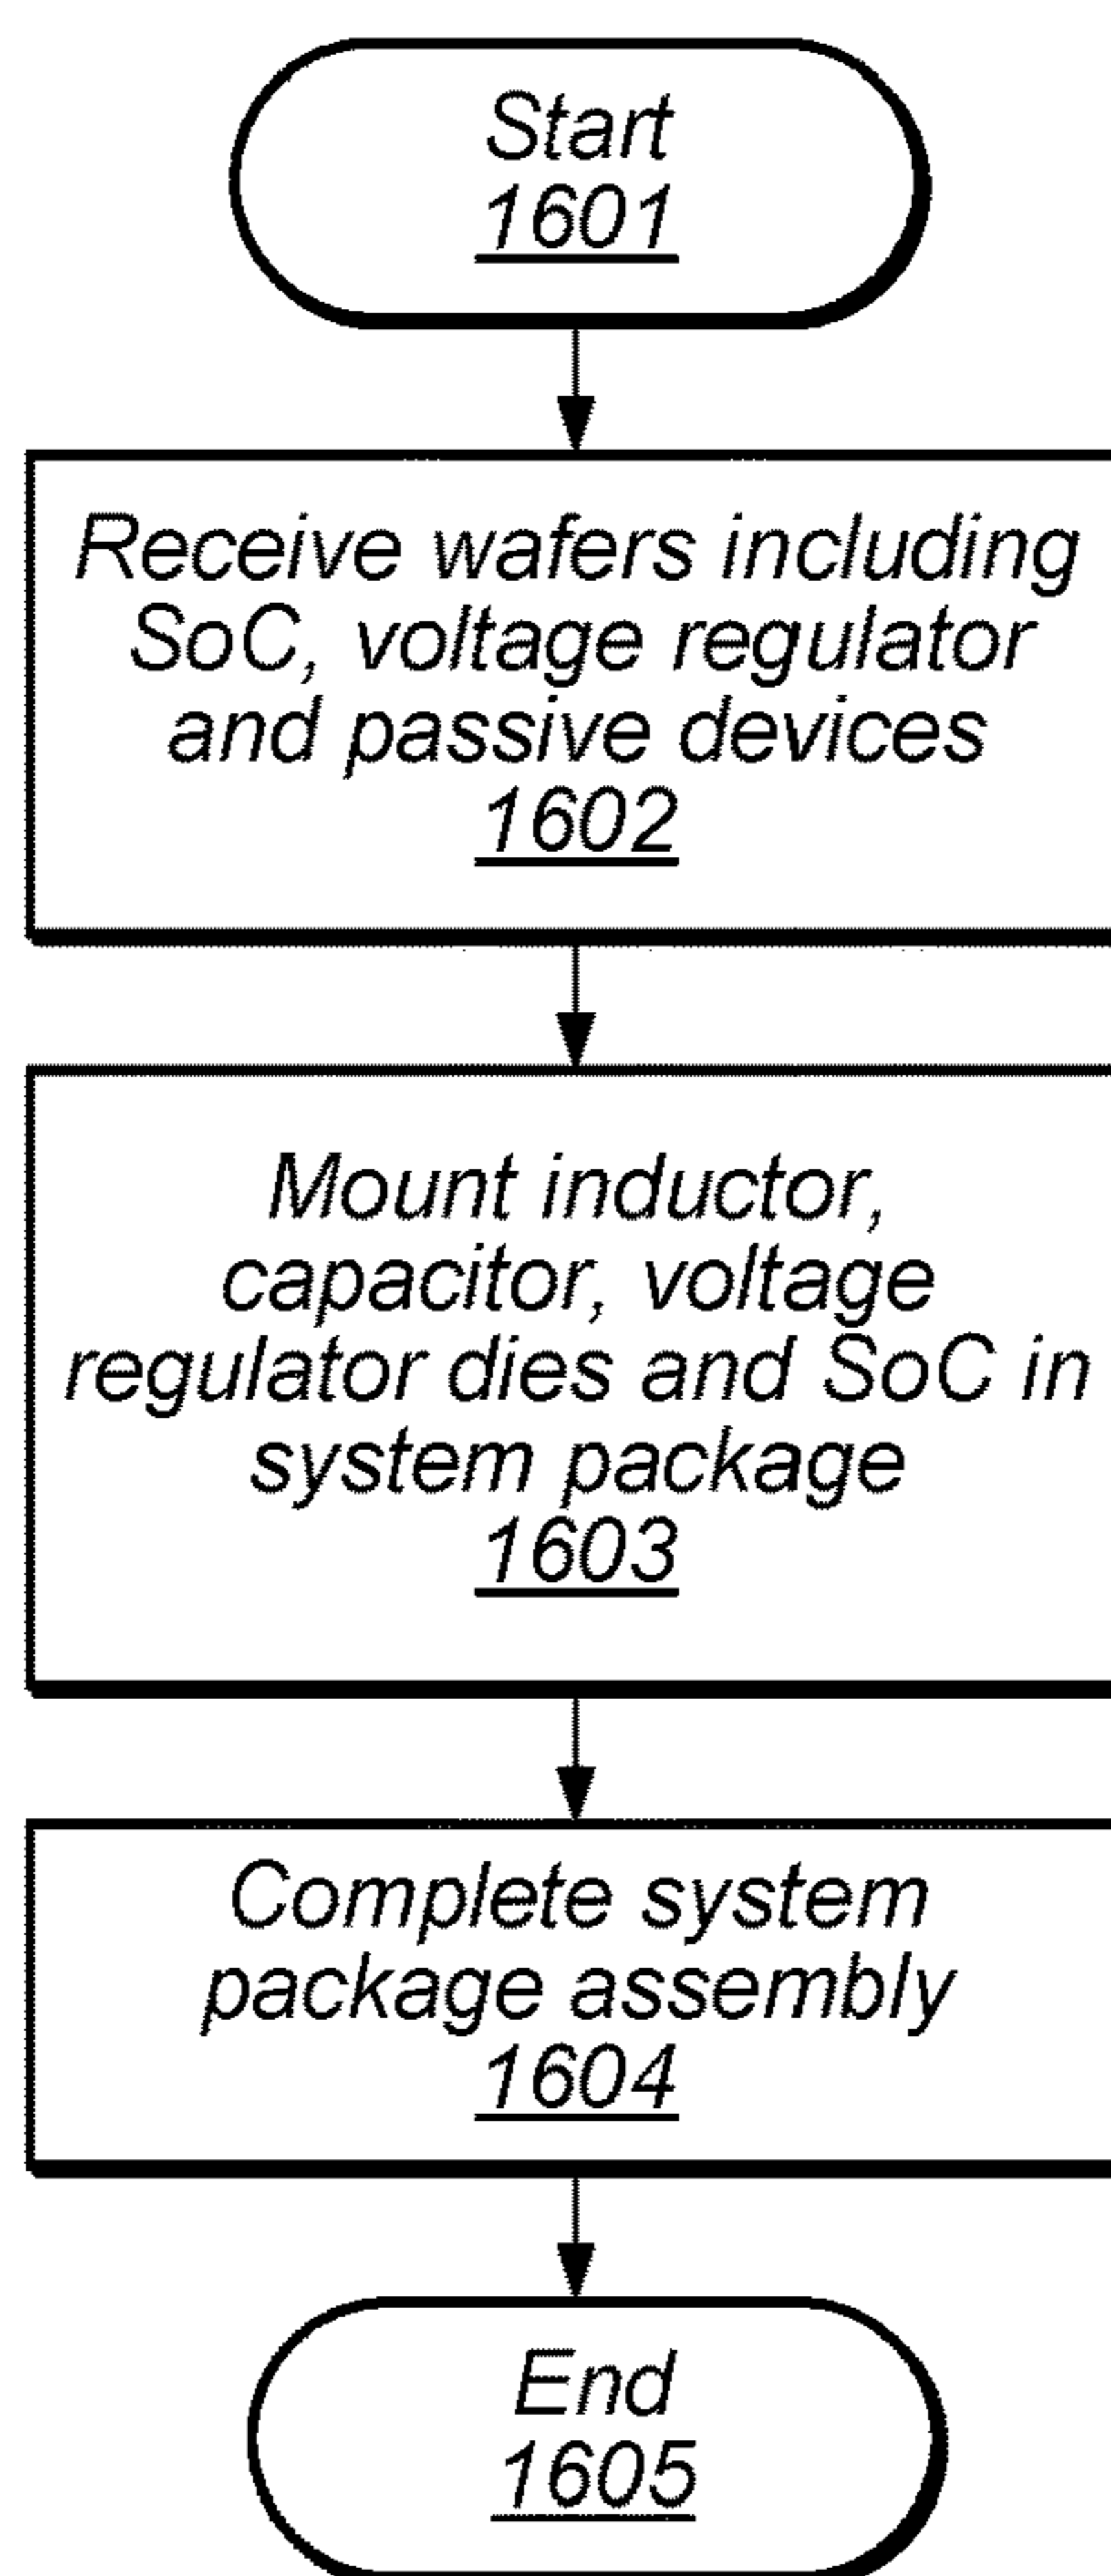 Start
1601
Receive wafers including
SoC, voltage regulator
and passive devices
1602
Mount inductor,
capacitor, voltage
regulator dies and SoC in
system package
1603
Complete system
package assembly
1604
End
1605